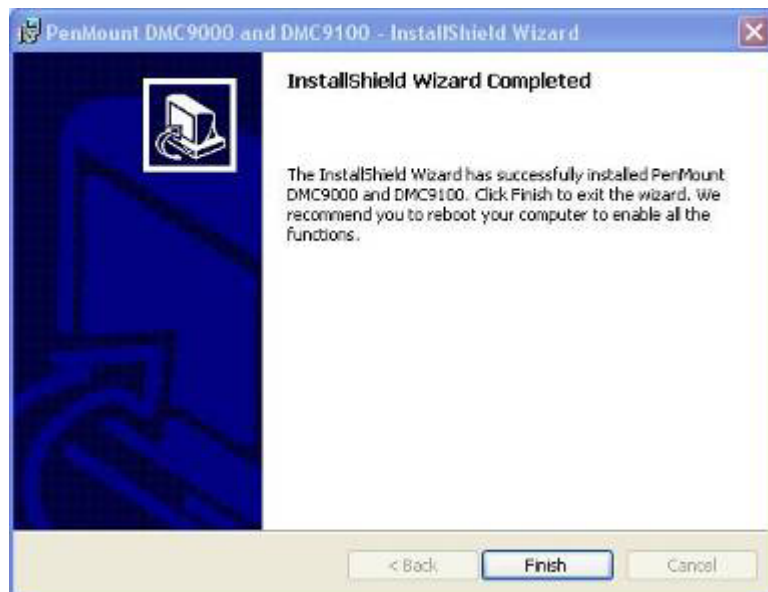 PenMount DMC9000 and DMC9100 - InstallShield Wizard
InstallShield Wizard Completed
The InstallShield Wizard has successfully installed PenMount
DMC9000 and DMC9100. Click Finish to exit the wizard. We
recommend you to reboot your computer to enable all the
functions.
< Back Finish Cancel